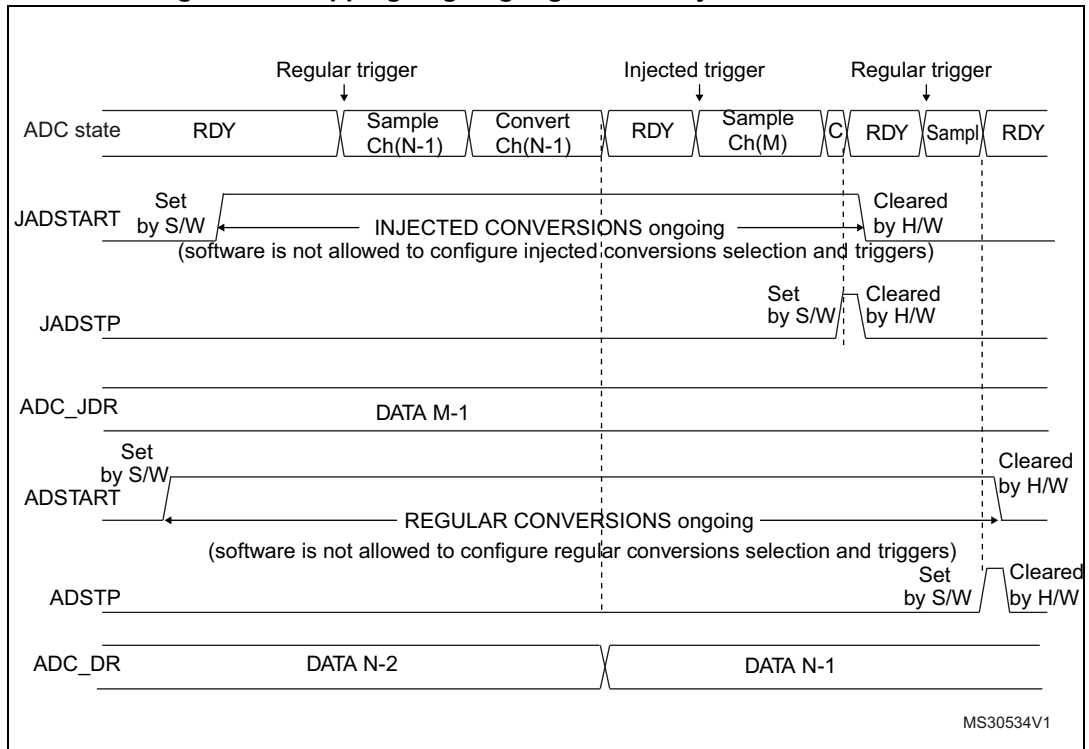 Regular trigger
Injected trigger
Regular trigger
ADC state
RDY
Sample
Ch(N-1)
Convert
Ch(N-1)
RDY
Sample
Ch(M)
C
RDY
Sampl
RDY
JADSTART
Set
by S/W
INJECTED CONVERSIONS ongoing
Cleared
by H/W
(software is not allowed to configure injected conversions selection and triggers)
JADSTP
Set
by S/W
Cleared
by H/W
ADC_JDR
DATA M-1
ADSTART
Set
by S/W
Cleared
by H/W
REGULAR CONVERSIONS ongoing
(software is not allowed to configure regular conversions selection and triggers)
ADSTP
Set
by S/W
Cleared
by H/W
ADC_DR
DATA N-2
DATA N-1
MS30534V1